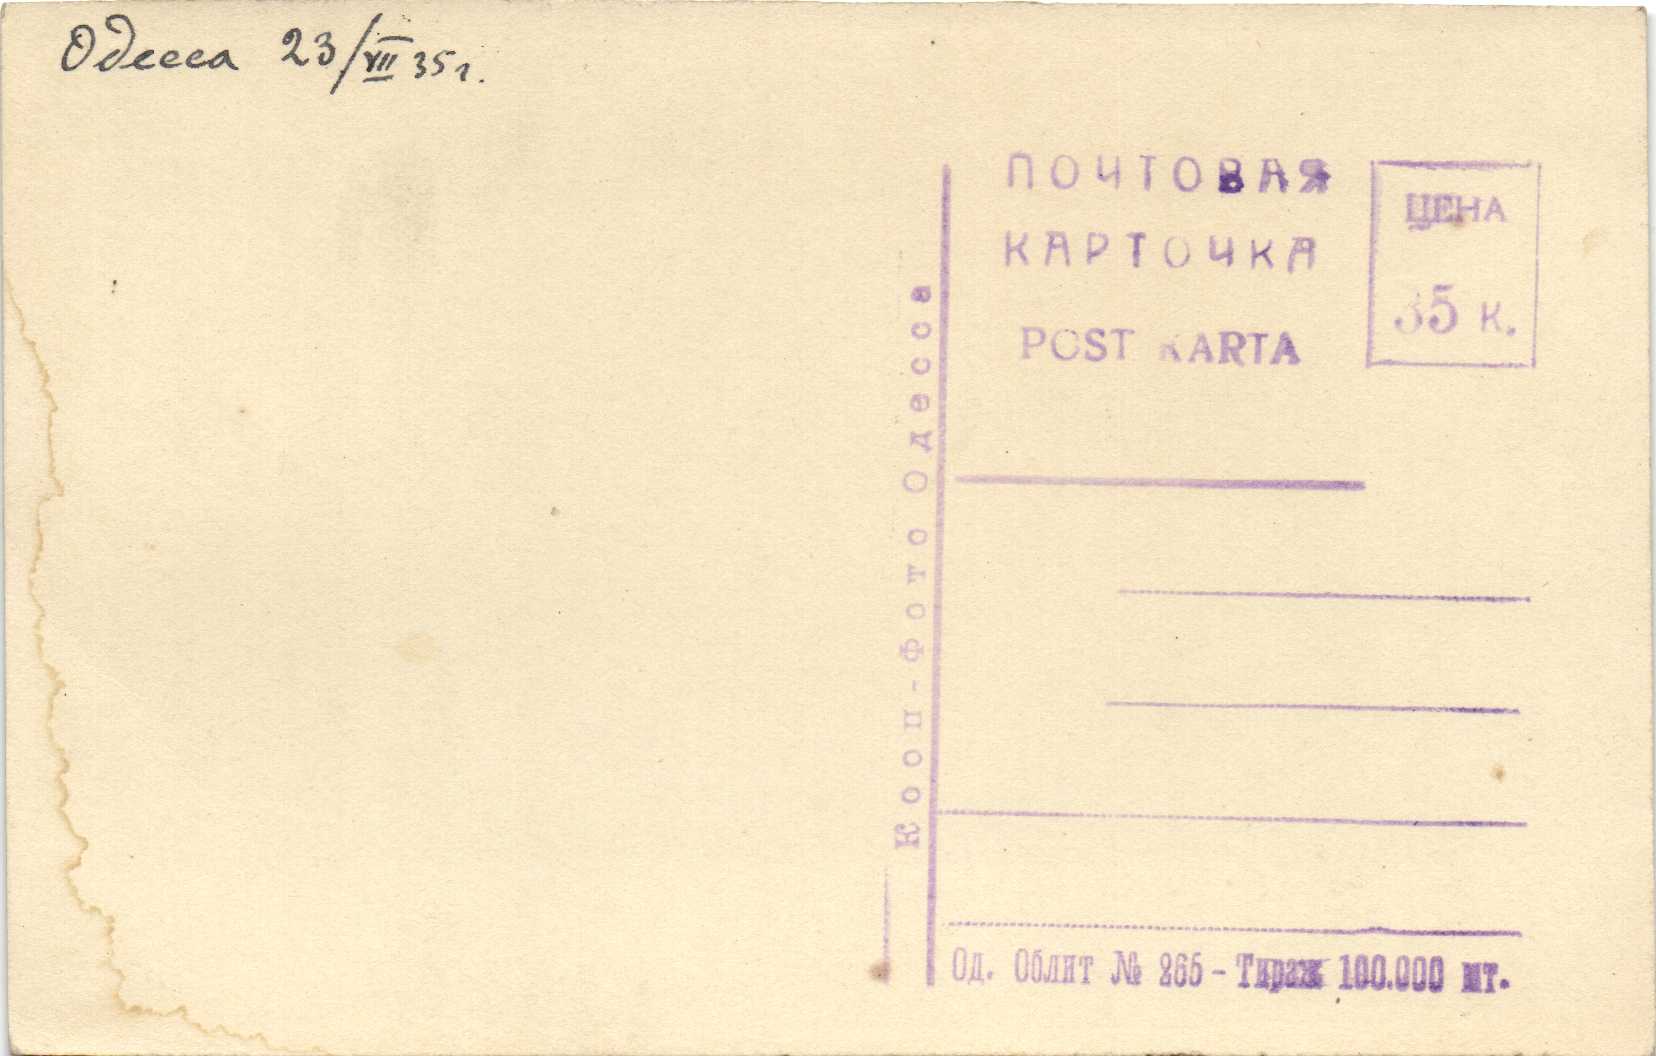 Одесса 23/VII 35г.
ПОЧТОВАЯ
КАРТОЧКА
POST KARTA
ЦЕНА
35 к.
Кооп-Фото Одесса
Од. Облит № 265 - Тираж 100.000 шт.